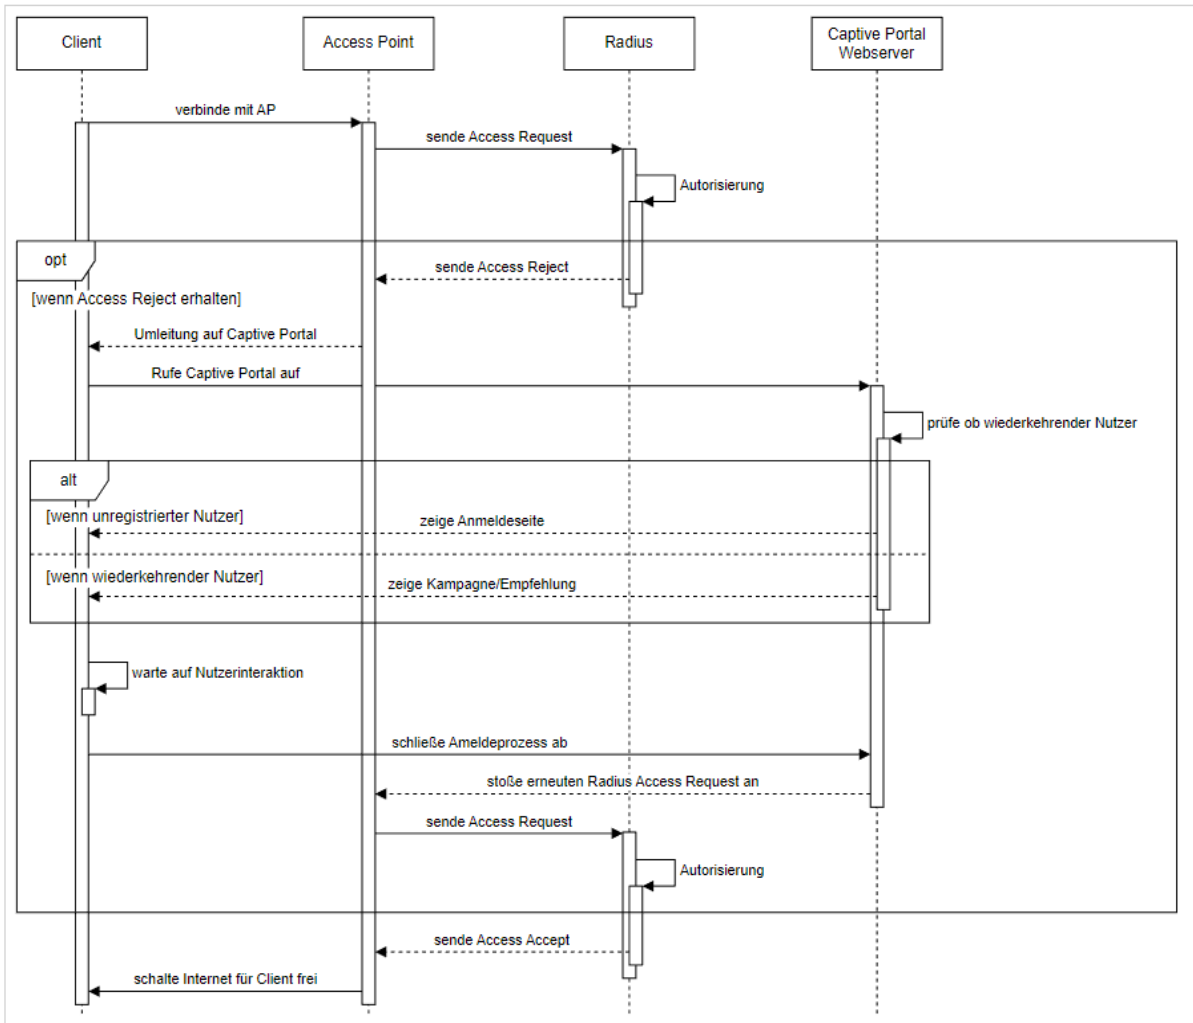 Client
Access Point
Radius
Captive Portal
Webserver
verbinde mit AP
sende Access Request
Autorisierung
opt
sende Access Reject
[wenn Access Reject erhalten]
Umleitung auf Captive Portal
Rufe Captive Portal auf
prüfe ob wiederkehrender Nutzer
alt
[wenn unregistrierter Nutzer]
zeige Anmeldeseite
[wenn wiederkehrender Nutzer]
zeige Kampagne/Empfehlung
warte auf Nutzerinteraktion
schließe Ameldeprozess ab
stoße erneuten Radius Access Request an
sende Access Request
Autorisierung
sende Access Accept
schalte Internet für Client frei